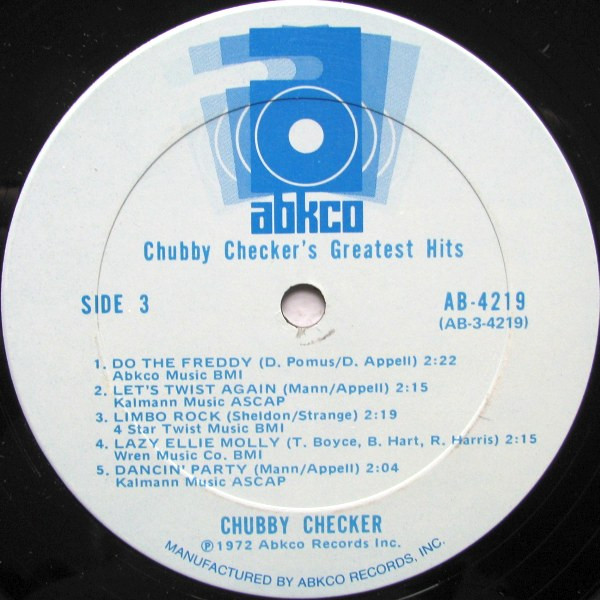 abkco
Chubby Checker's Greatest Hits
SIDE 3
AB-4219
(AB-3-4219)
1. DO THE FREDDY (D. Pomus/D. Appell) 2:22
Abkco Music BMI
2. LET'S TWIST AGAIN (Mann/Appell) 2:15
Kalmann Music ASCAP
3. LIMBO ROCK (Sheldon/Strange) 2:19
4 Star Twist Music BMI
4. LAZY ELLIE MOLLY (T. Boyce, B. Hart, R. Harris) 2:15
Wren Music Co. BMI
5. DANCIN' PARTY (Mann/Appell) 2:04
Kalmann Music ASCAP
CHUBBY CHECKER
℗1972 Abkco Records Inc.
MANUFACTURED BY ABKCO RECORDS, INC.